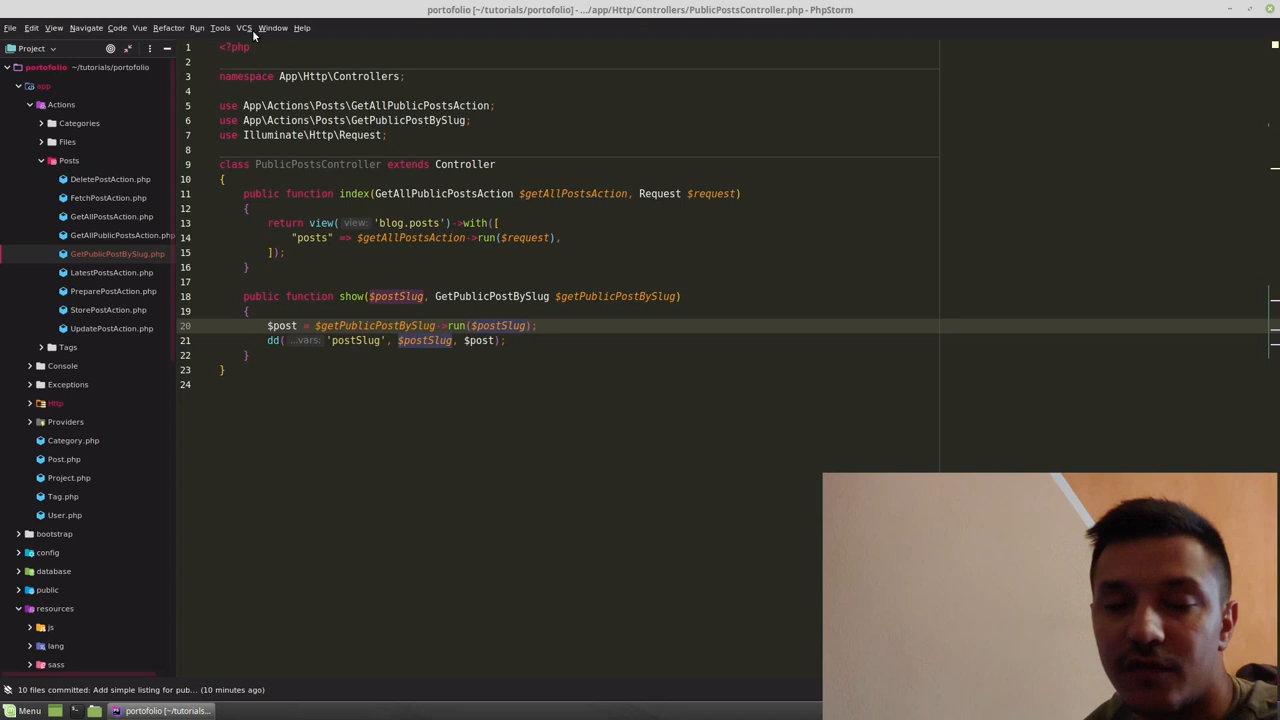 portofolio [~/tutorials/portofolio] - .../app/Http/Controllers/PublicPostsController.php - PhpStorm
File Edit View Navigate Code Vue Refactor Run Tools VCS Window Help
Project
portofolio ~/tutorials/portofolio
app
Actions
Categories
Files
Posts
DeletePostAction.php
FetchPostAction.php
GetAllPostsAction.php
GetAllPublicPostsAction.php
GetPublicPostBySlug.php
LatestPostsAction.php
PreparePostAction.php
StorePostAction.php
UpdatePostAction.php
Tags
Console
Exceptions
Http
Providers
Category.php
Post.php
Project.php
Tag.php
User.php
bootstrap
config
database
public
resources
js
lang
sass
1 <?php
2
3 namespace App\Http\Controllers;
4
5 use App\Actions\Posts\GetAllPublicPostsAction;
6 use App\Actions\Posts\GetPublicPostBySlug;
7 use Illuminate\Http\Request;
8
9 class PublicPostsController extends Controller
10 {
11 public function index(GetAllPublicPostsAction $getAllPostsAction, Request $request)
12 {
13 return view( view: 'blog.posts')->with([
14 "posts" => $getAllPostsAction->run($request),
15 ]);
16 }
17
18 public function show($postSlug, GetPublicPostBySlug $getPublicPostBySlug)
19 {
20 $post = $getPublicPostBySlug->run($postSlug);
21 dd( ...vars: 'postSlug', $postSlug, $post);
22 }
23 }
24
10 files committed: Add simple listing for pub... (10 minutes ago)
Menu portofolio [~/tutorials...